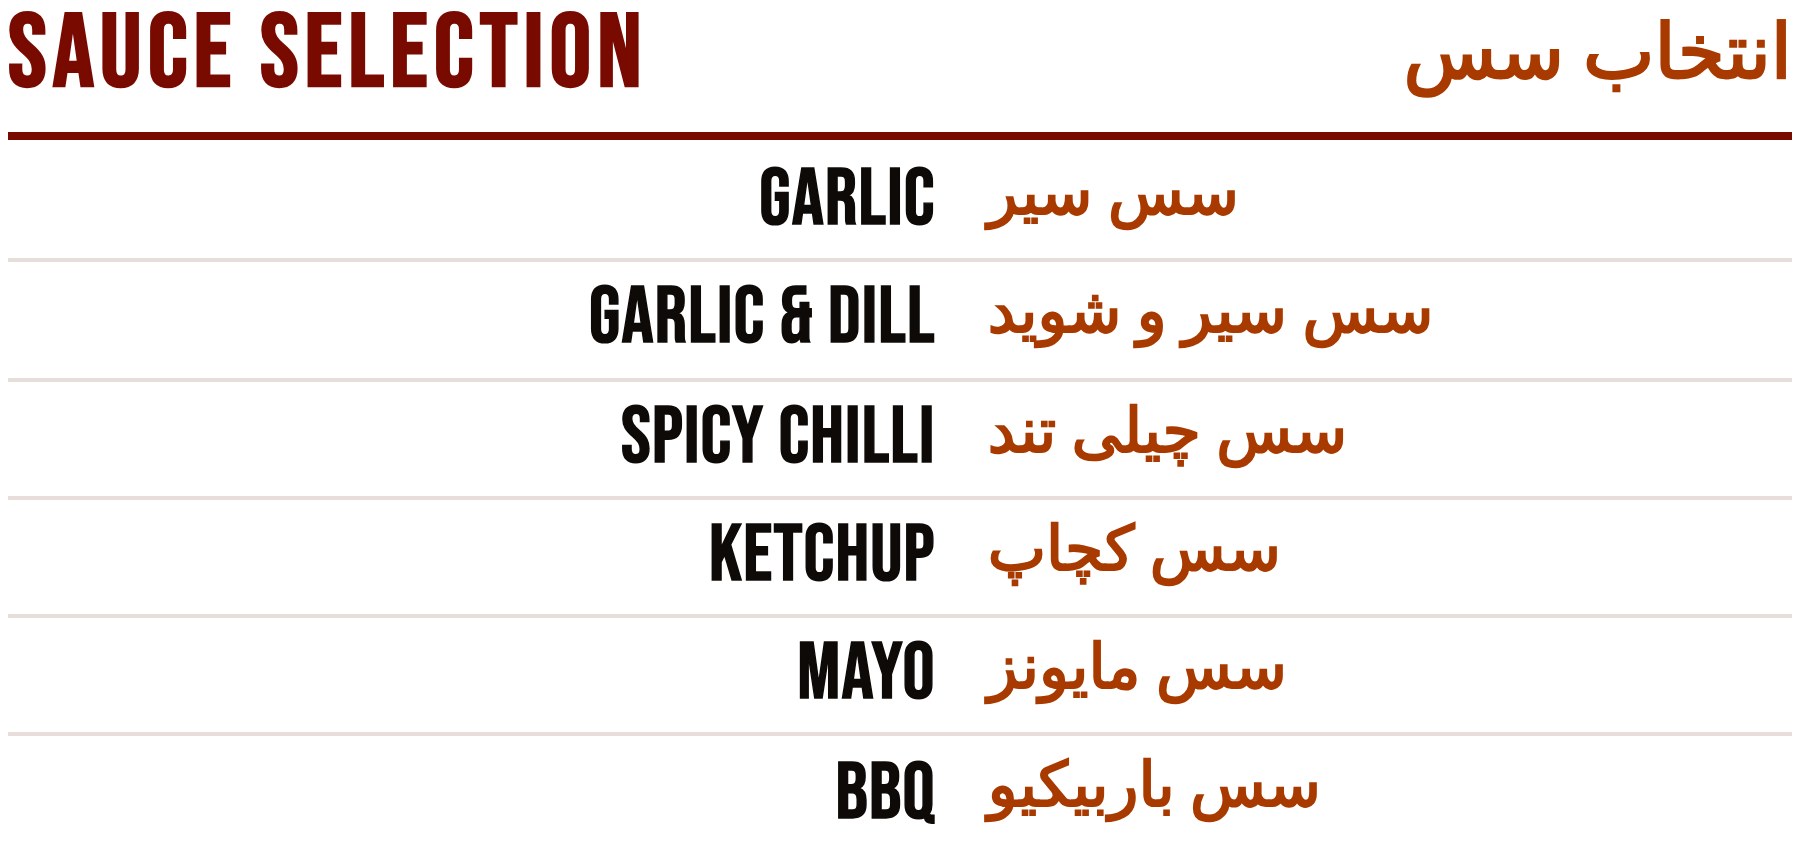 SAUCE SELECTION انتخاب سس
GARLIC سس سیر
GARLIC & DILL سس سیر و شوید
SPICY CHILLI سس چیلی تند
KETCHUP سس کچاپ
MAYO سس مایونز
BBQ سس باربیکیو